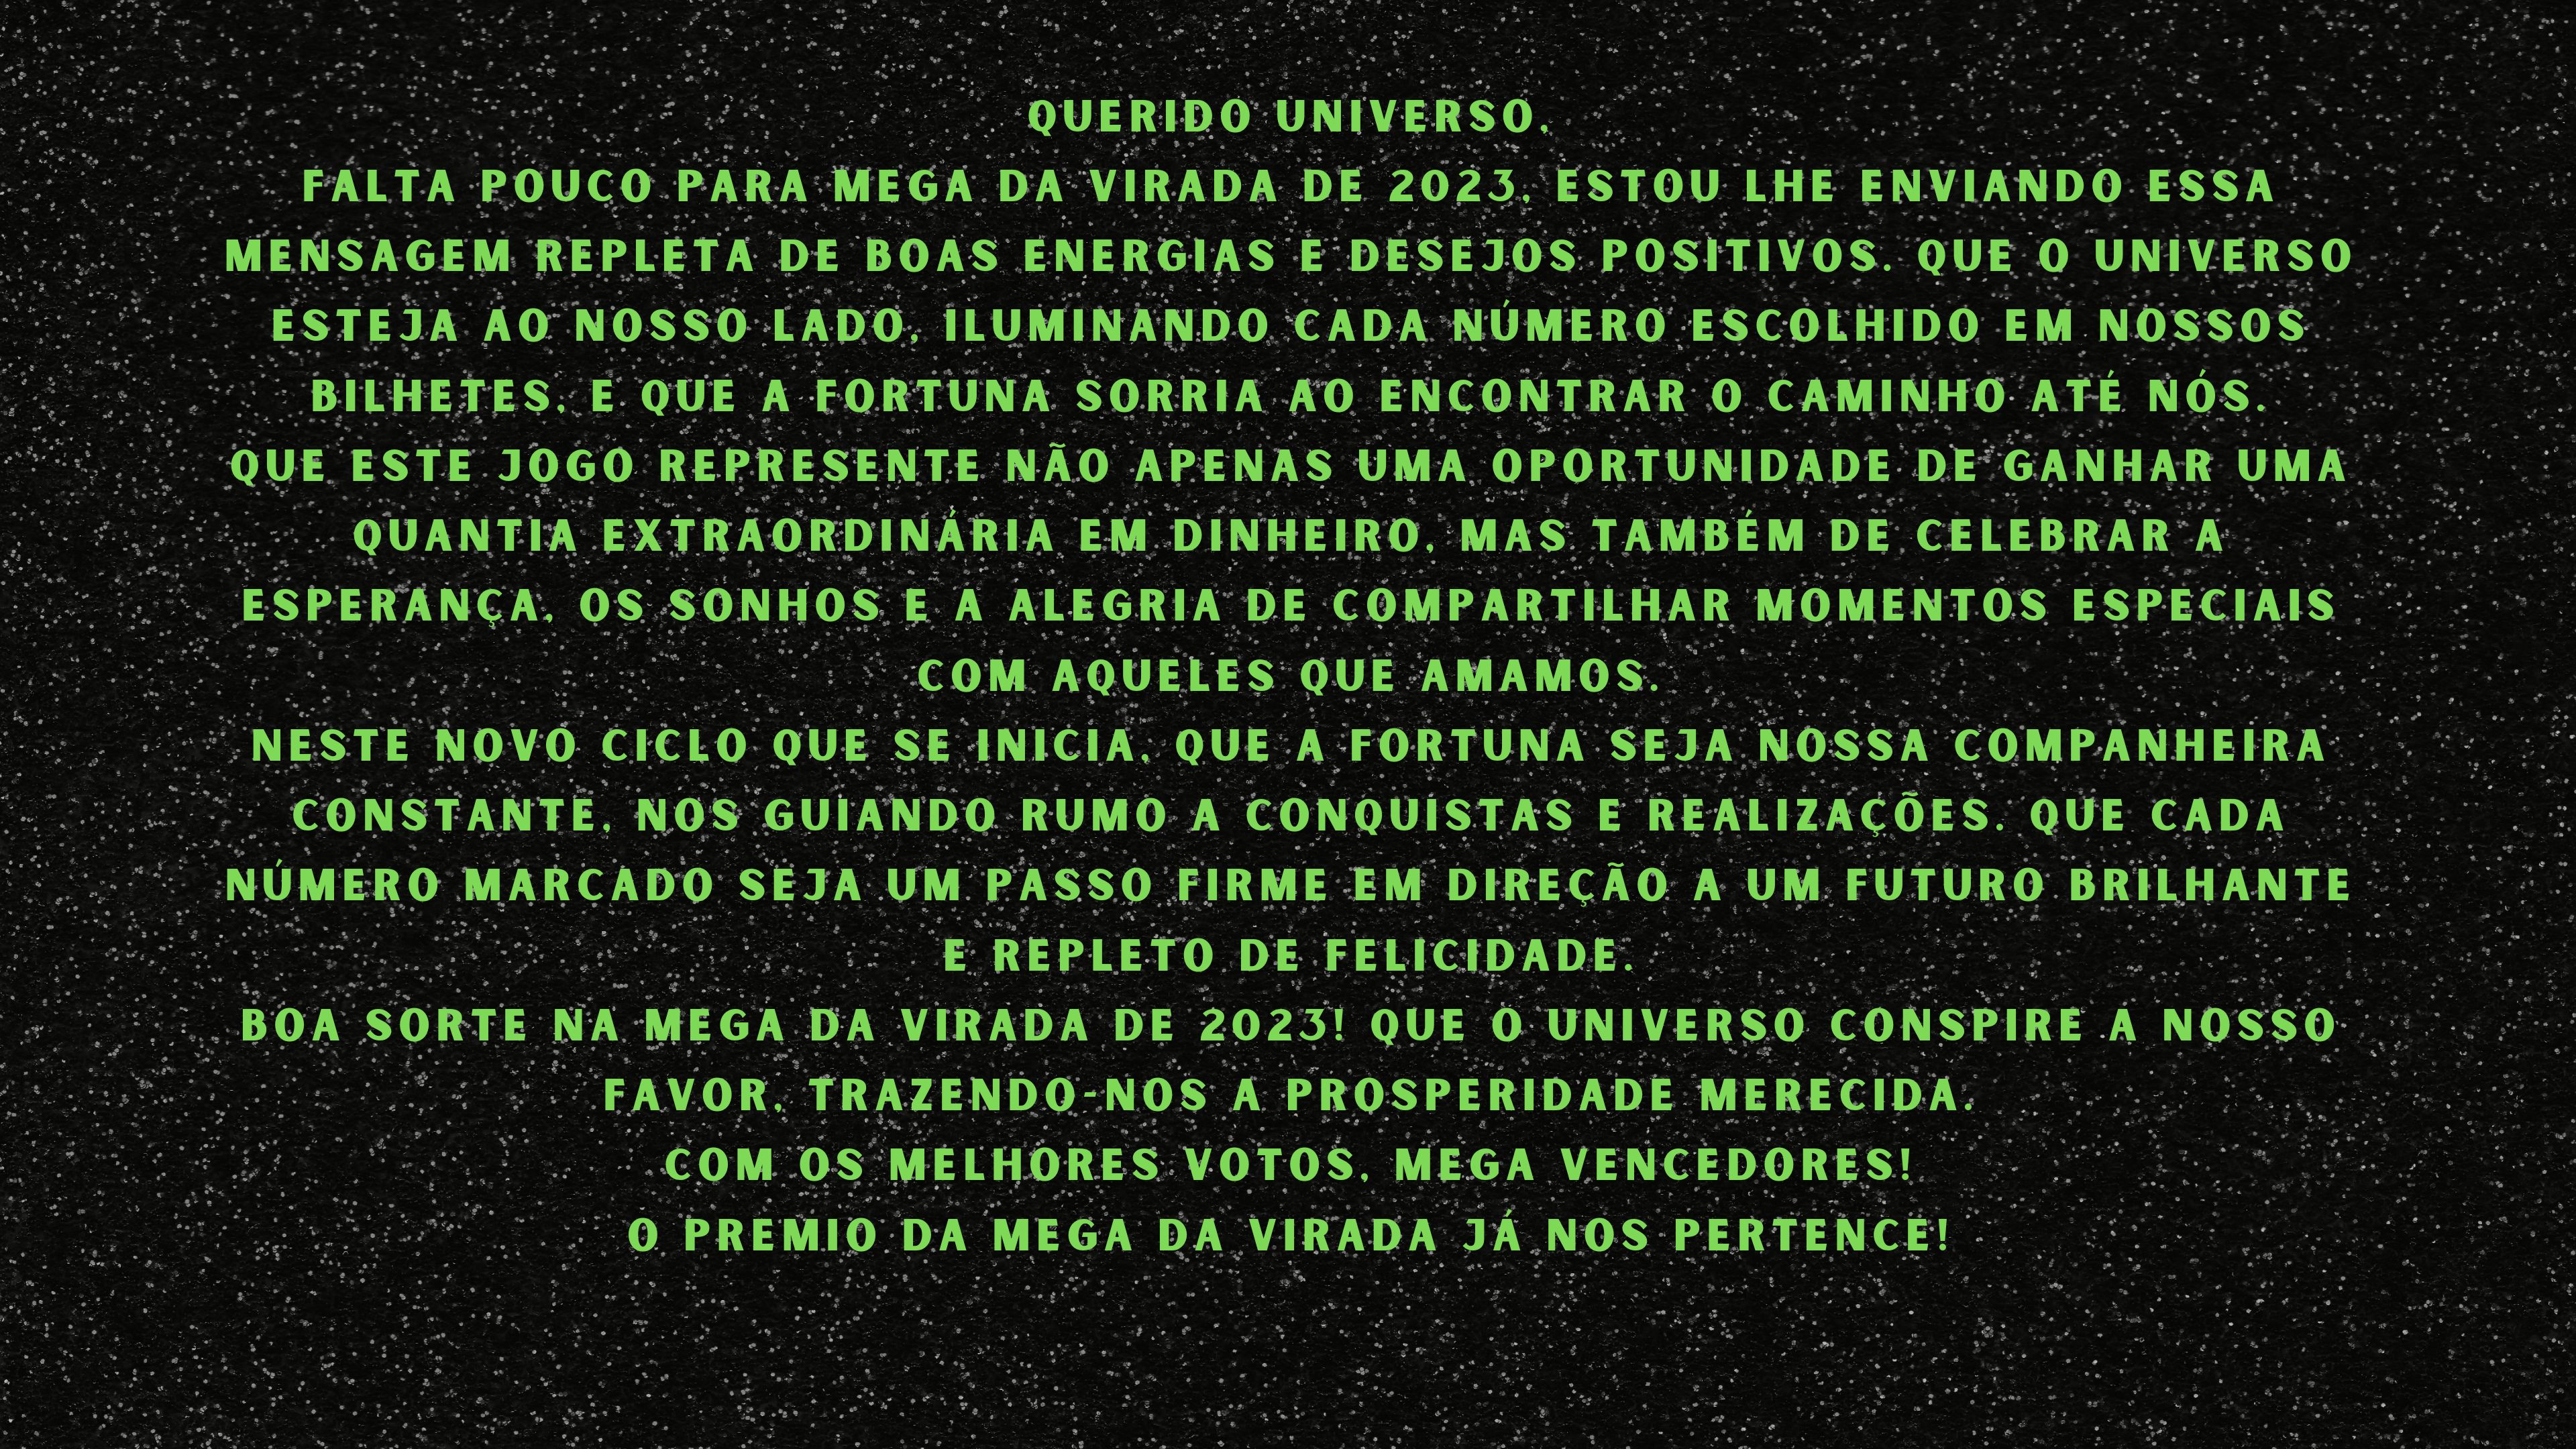 QUERIDO UNIVERSO,
FALTA POUCO PARA MEGA DA VIRADA DE 2023, ESTOU LHE ENVIANDO ESSA
MENSAGEM REPLETA DE BOAS ENERGIAS E DESEJOS POSITIVOS. QUE O UNIVERSO
ESTEJA AO NOSSO LADO, ILUMINANDO CADA NÚMERO ESCOLHIDO EM NOSSOS
BILHETES, E QUE A FORTUNA SORRIA AO ENCONTRAR O CAMINHO ATÉ NÓS.
QUE ESTE JOGO REPRESENTE NÃO APENAS UMA OPORTUNIDADE DE GANHAR UMA
QUANTIA EXTRAORDINÁRIA EM DINHEIRO, MAS TAMBÉM DE CELEBRAR A
ESPERANÇA, OS SONHOS E A ALEGRIA DE COMPARTILHAR MOMENTOS ESPECIAIS
COM AQUELES QUE AMAMOS.
NESTE NOVO CICLO QUE SE INICIA, QUE A FORTUNA SEJA NOSSA COMPANHEIRA
CONSTANTE, NOS GUIANDO RUMO A CONQUISTAS E REALIZAÇÕES. QUE CADA
NÚMERO MARCADO SEJA UM PASSO FIRME EM DIREÇÃO A UM FUTURO BRILHANTE
E REPLETO DE FELICIDADE.
BOA SORTE NA MEGA DA VIRADA DE 2023! QUE O UNIVERSO CONSPIRE A NOSSO
FAVOR, TRAZENDO-NOS A PROSPERIDADE MERECIDA.
COM OS MELHORES VOTOS, MEGA VENCEDORES!
O PREMIO DA MEGA DA VIRADA JÁ NOS PERTENCE!